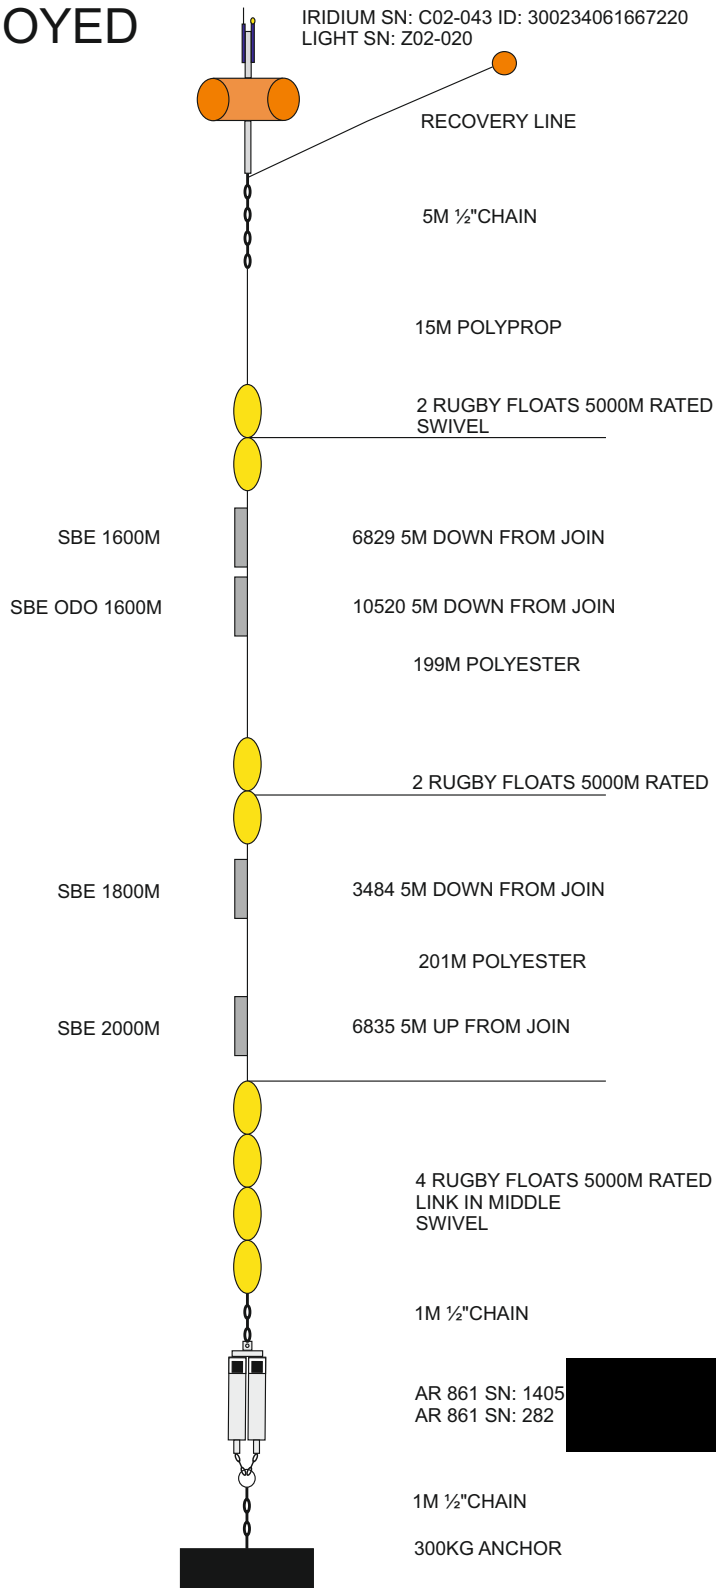 OYED
IRIDIUM SN: C02-043 ID: 300234061667220
LIGHT SN: Z02-020
RECOVERY LINE
5M ½"CHAIN
15M POLYPROP
2 RUGBY FLOATS 5000M RATED
SWIVEL
SBE 1600M 6829 5M DOWN FROM JOIN
SBE ODO 1600M 10520 5M DOWN FROM JOIN
199M POLYESTER
2 RUGBY FLOATS 5000M RATED
SBE 1800M 3484 5M DOWN FROM JOIN
201M POLYESTER
SBE 2000M 6835 5M UP FROM JOIN
4 RUGBY FLOATS 5000M RATED
LINK IN MIDDLE
SWIVEL
1M ½"CHAIN
AR 861 SN: 1405
AR 861 SN: 282
1M ½"CHAIN
300KG ANCHOR